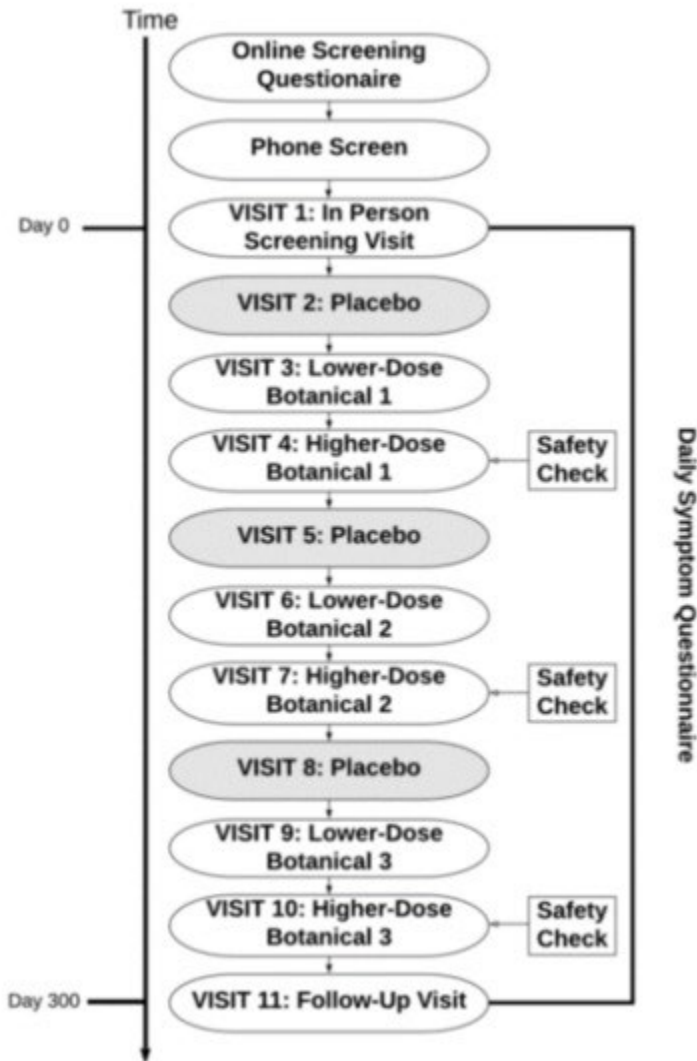 Time
Online Screening
Questionaire
Phone Screen
Day 0
VISIT 1: In Person
Screening Visit
VISIT 2: Placebo
VISIT 3: Lower-Dose
Botanical 1
VISIT 4: Higher-Dose
Botanical 1
Safety
Check
VISIT 5: Placebo
VISIT 6: Lower-Dose
Botanical 2
VISIT 7: Higher-Dose
Botanical 2
Safety
Check
VISIT 8: Placebo
VISIT 9: Lower-Dose
Botanical 3
VISIT 10: Higher-Dose
Botanical 3
Safety
Check
Day 300
VISIT 11: Follow-Up Visit
Daily Symptom Questionnaire